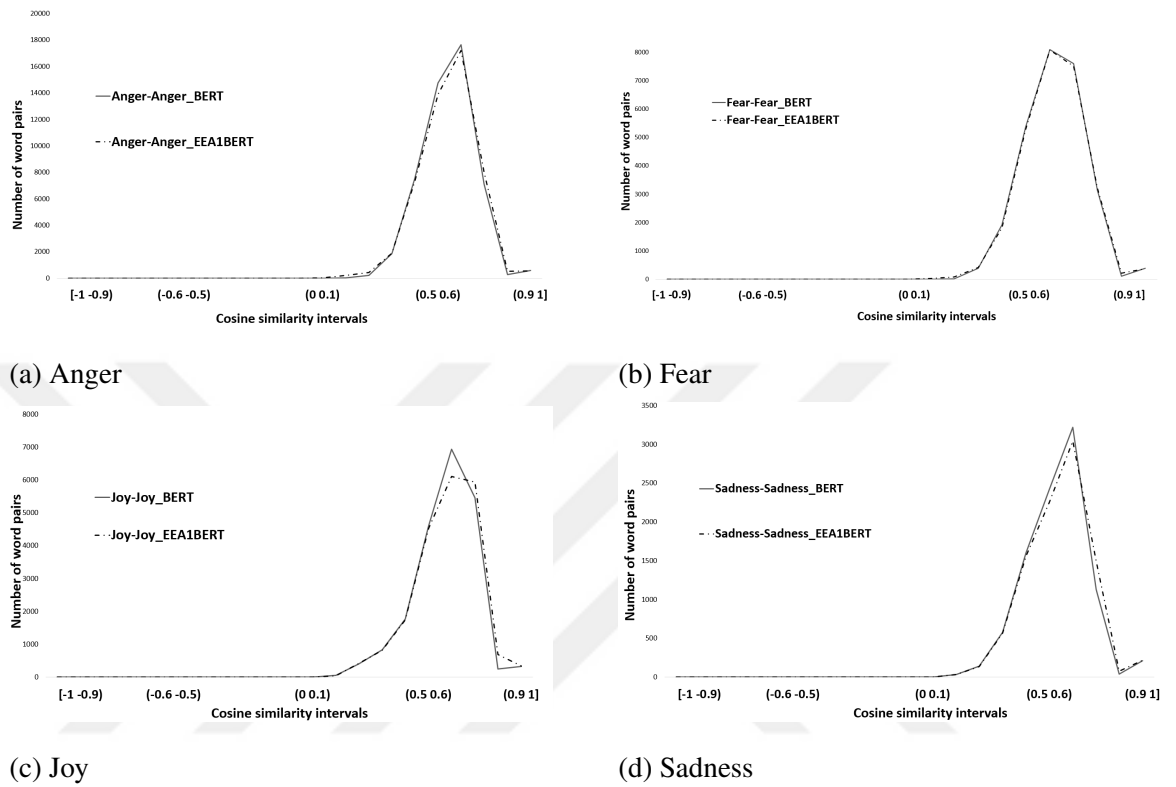 20000
18000
16000
14000
12000
10000
8000
6000
4000
2000
0
Number of word pairs
Anger-Anger_BERT
Anger-Anger_EEA1BERT
[-1 -0.9) (-0.6 -0.5) (0 0.1) (0.5 0.6) (0.9 1]
Cosine similarity intervals
(a) Anger
8000
7000
6000
5000
4000
3000
2000
1000
0
Number of word pairs
Fear-Fear_BERT
Fear-Fear_EEA1BERT
[-1 -0.9) (-0.6 -0.5) (0 0.1) (0.5 0.6) (0.9 1]
Cosine similarity intervals
(b) Fear
8000
7000
6000
5000
4000
3000
2000
1000
0
Number of word pairs
Joy-Joy_BERT
Joy-Joy_EEA1BERT
[-1 -0.9) (-0.6 -0.5) (0 0.1) (0.5 0.6) (0.9 1]
Cosine similarity intervals
(c) Joy
3500
3000
2500
2000
1500
1000
500
0
Number of word pairs
Sadness-Sadness_BERT
Sadness-Sadness_EEA1BERT
[-1 -0.9) (-0.6 -0.5) (0 0.1) (0.5 0.6) (0.9 1]
Cosine similarity intervals
(d) Sadness